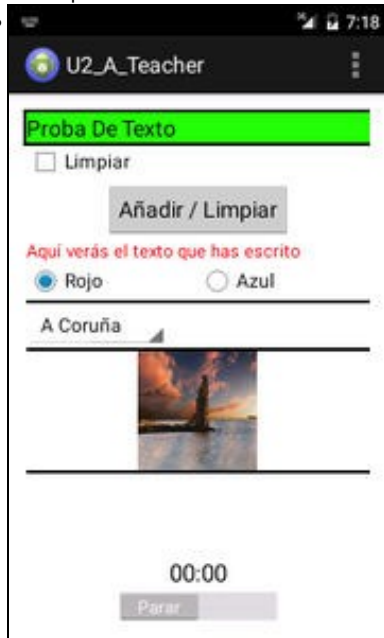 7:18
U2_A_Teacher
Proba De Texto
Limpiar
Añadir / Limpiar
Aquí verás el texto que has escrito
Rojo
Azul
A Coruña
00:00
Parar